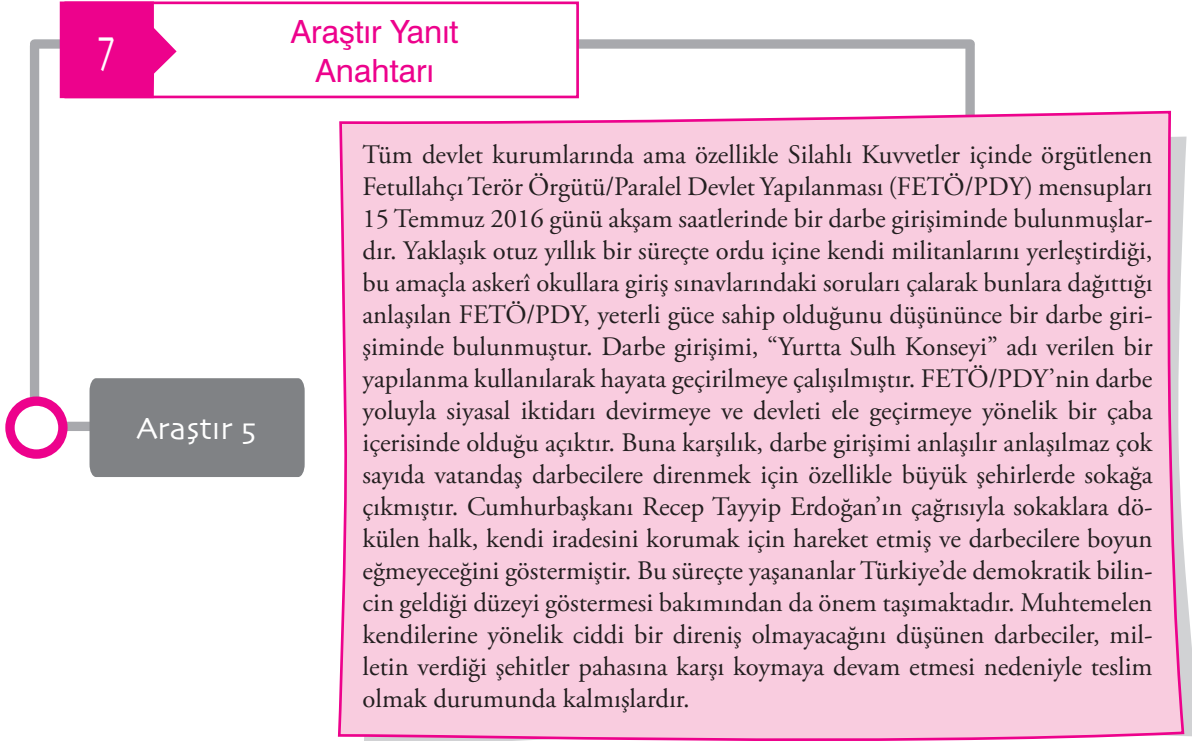 7
Araştır Yanıt
Anahtarı
Araştır 5
Tüm devlet kurumlarında ama özellikle Silahlı Kuvvetler içinde örgütlenen
Fetullahçı Terör Örgütü/Paralel Devlet Yapılanması (FETÖ/PDY) mensupları
15 Temmuz 2016 günü akşam saatlerinde bir darbe girişiminde bulunmuşlar-
dır. Yaklaşık otuz yıllık bir süreçte ordu içine kendi militanlarını yerleştirdiği,
bu amaçla askerî okullara giriş sınavlarındaki soruları çalarak bunlara dağıttığı
anlaşılan FETÖ/PDY, yeterli güce sahip olduğunu düşününce bir darbe giri-
şiminde bulunmuştur. Darbe girişimi, “Yurtta Sulh Konseyi” adı verilen bir
yapılanma kullanılarak hayata geçirilmeye çalışılmıştır. FETÖ/PDY’nin darbe
yoluyla siyasal iktidarı devirmeye ve devleti ele geçirmeye yönelik bir çaba
içerisinde olduğu açıktır. Buna karşılık, darbe girişimi anlaşılır anlaşılmaz çok
sayıda vatandaş darbecilere direnmek için özellikle büyük şehirlerde sokağa
çıkmıştır. Cumhurbaşkanı Recep Tayyip Erdoğan’ın çağrısıyla sokaklara dö-
külen halk, kendi iradesini korumak için hareket etmiş ve darbecilere boyun
eğmeyeceğini göstermiştir. Bu süreçte yaşananlar Türkiye’de demokratik bilin-
cin geldiği düzeyi göstermesi bakımından da önem taşımaktadır. Muhtemelen
kendilerine yönelik ciddi bir direniş olmayacağını düşünen darbeciler, mil-
letin verdiği şehitler pahasına karşı koymaya devam etmesi nedeniyle teslim
olmak durumunda kalmışlardır.